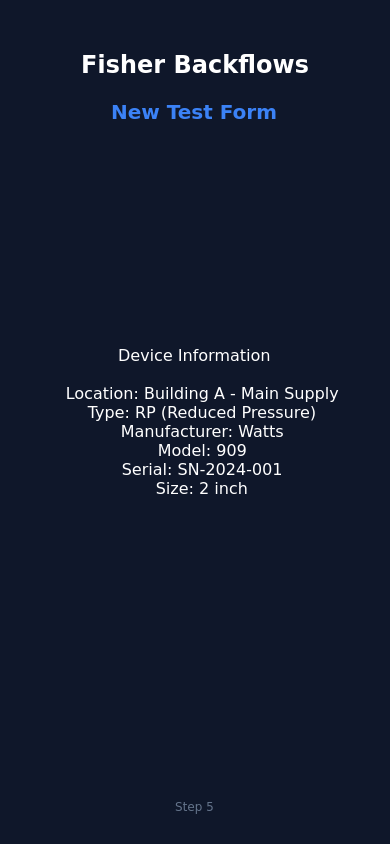 Fisher Backflows
New Test Form
Device Information
Location: Building A - Main Supply
Type: RP (Reduced Pressure)
Manufacturer: Watts
Model: 909
Serial: SN-2024-001
Size: 2 inch
Step 5